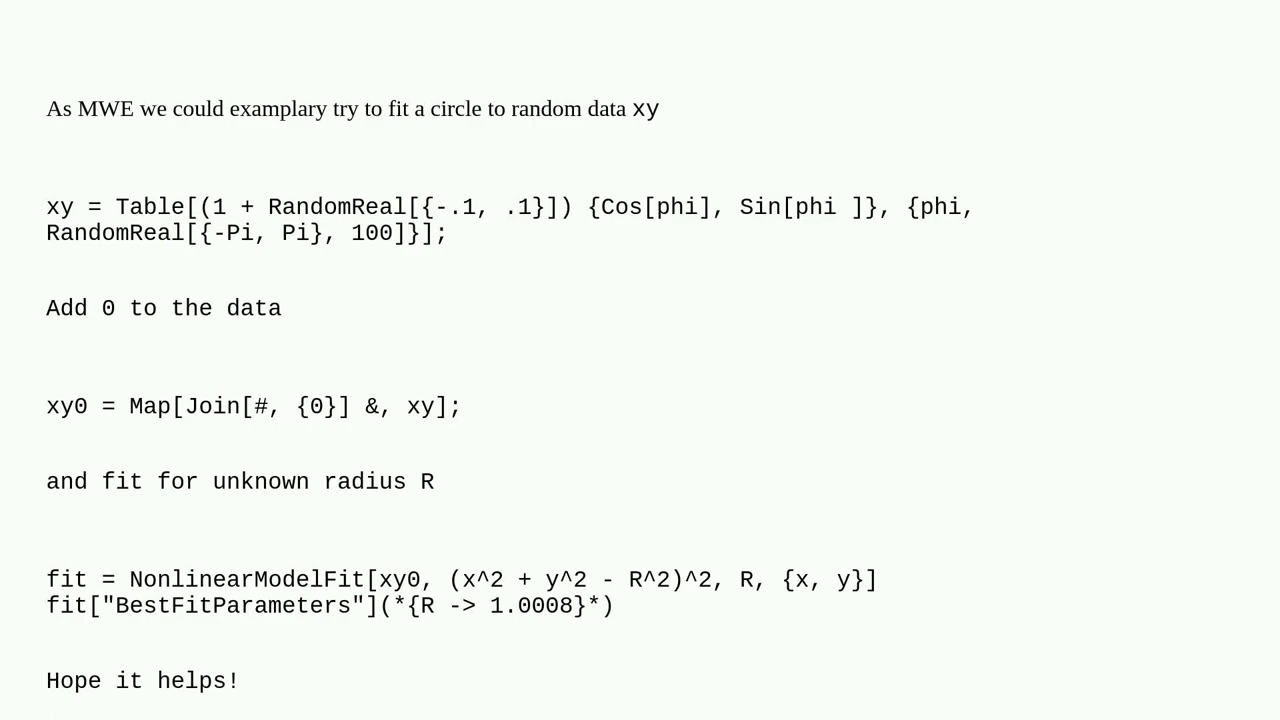 As MWE we could examplary try to fit a circle to random data xy
xy = Table[(1 + RandomReal[{-.1, .1}]) {Cos[phi], Sin[phi ]}, {phi,
RandomReal[{-Pi, Pi}, 100]}];
Add 0 to the data
xy0 = Map[Join[#, {0}] &, xy];
and fit for unknown radius R
fit = NonlinearModelFit[xy0, (x^2 + y^2 - R^2)^2, R, {x, y}]
fit["BestFitParameters"](*{R -> 1.0008}*)
Hope it helps!